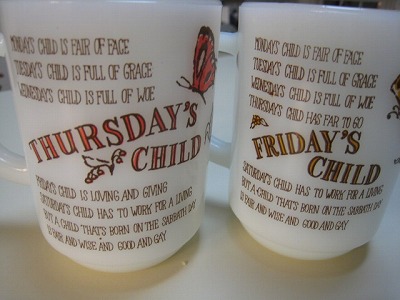 MONDAY'S CHILD IS FAIR OF FACE
TUESDAY'S CHILD IS FULL OF GRACE
WEDNESDAY'S CHILD IS FULL OF WOE
THURSDAY'S
CHILD
FRIDAY'S CHILD IS LOVING AND GIVING
SATURDAY'S CHILD HAS TO WORK FOR A LIVING
BUT A CHILD THAT'S BORN ON THE SABBATH DAY
IS FAIR AND WISE AND GOOD AND GAY
MONDAY'S CHILD IS FAIR OF FACE
TUESDAY'S CHILD IS FULL OF GRACE
WEDNESDAY'S CHILD IS FULL OF WOE
THURSDAY'S CHILD HAS FAR TO GO
FRIDAY'S
CHILD
SATURDAY'S CHILD HAS TO WORK FOR A LIVING
BUT A CHILD THAT'S BORN ON THE SABBATH DAY
IS FAIR AND WISE AND GOOD AND GAY